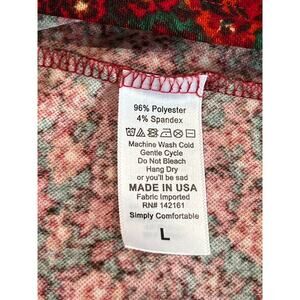 96% Polyester
4% Spandex
Machine Wash Cold
Gentle Cycle
Do Not Bleach
Hang Dry
or you'll be sad
MADE IN USA
Fabric Imported
RN# 142161
Simply Comfortable
L